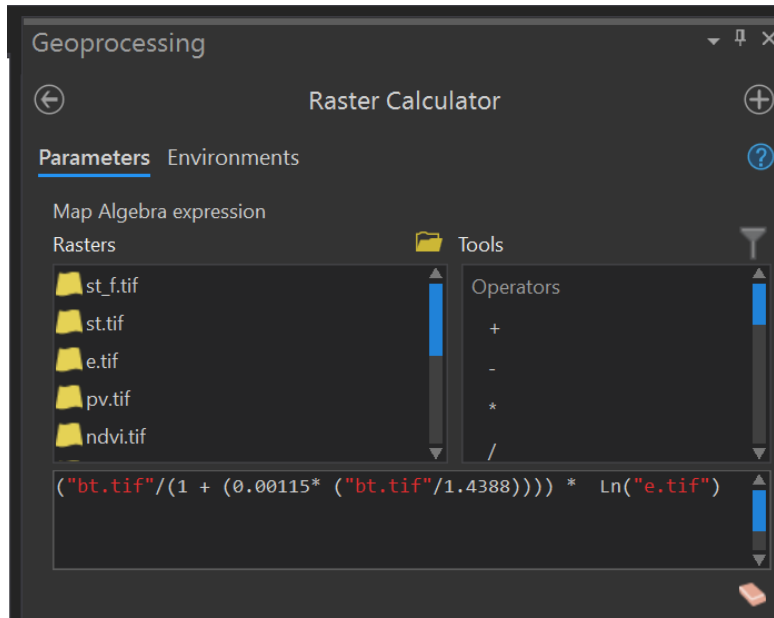 Geoprocessing
Raster Calculator
Parameters Environments
Map Algebra expression
Rasters Tools
st_f.tif Operators
st.tif +
e.tif -
pv.tif *
ndvi.tif /
("bt.tif"/(1 + (0.00115* ("bt.tif"/1.4388)))) *  Ln("e.tif")